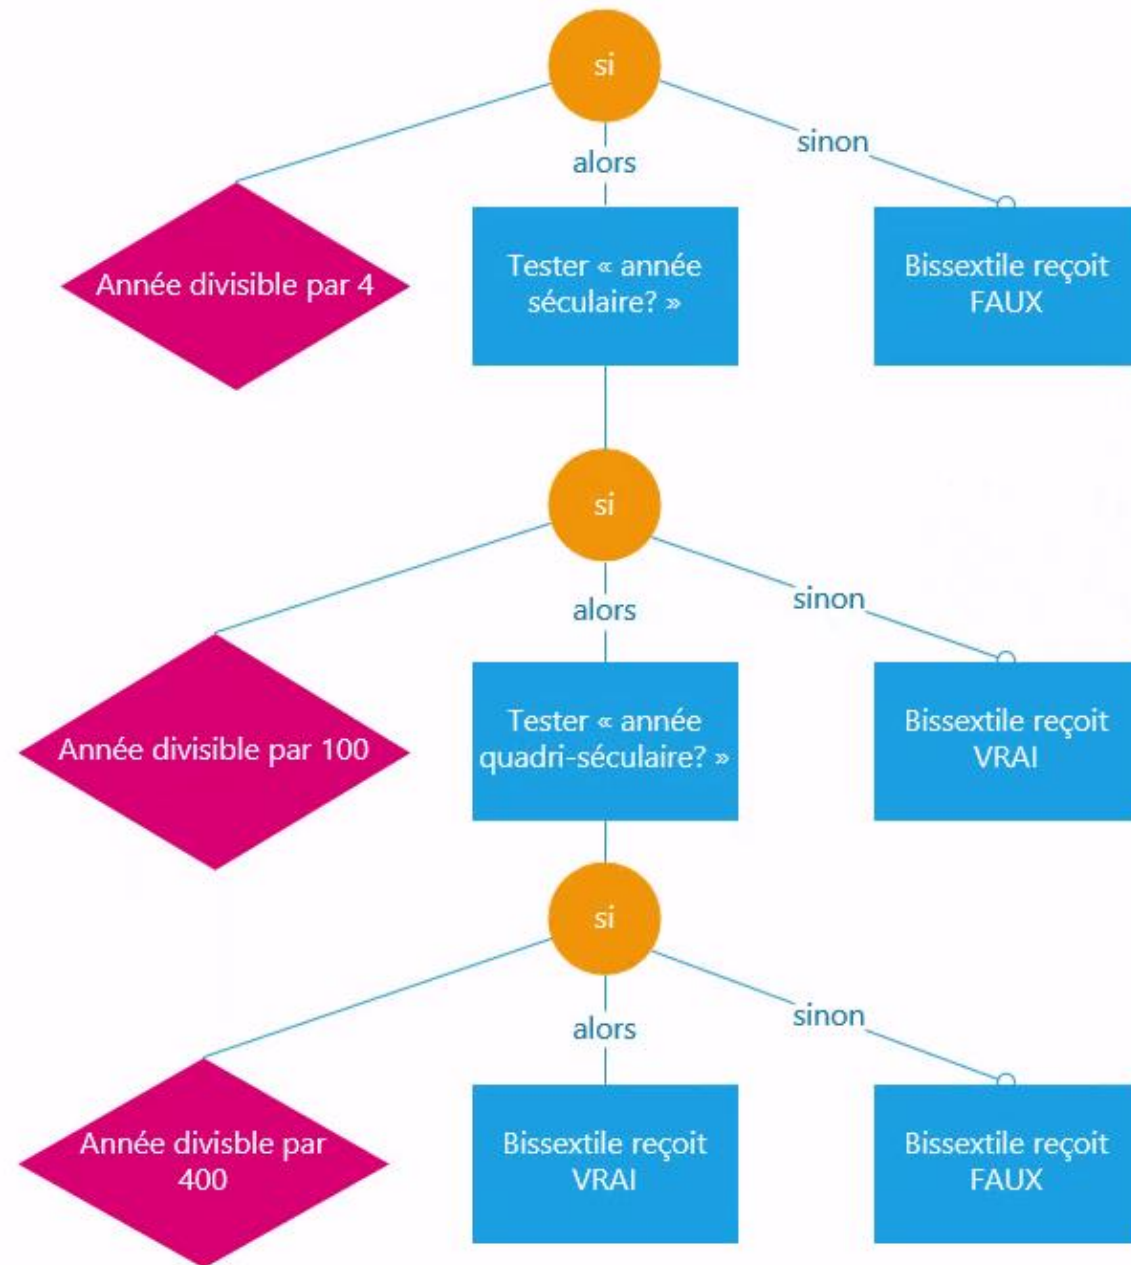 si
sinon
alors
Année divisible par 4
Tester « année
séculaire? »
Bissextile reçoit
FAUX
si
sinon
alors
Année divisible par 100
Tester « année
quadri-séculaire? »
Bissextile reçoit
VRAI
si
sinon
alors
Année divisble par
400
Bissextile reçoit
VRAI
Bissextile reçoit
FAUX